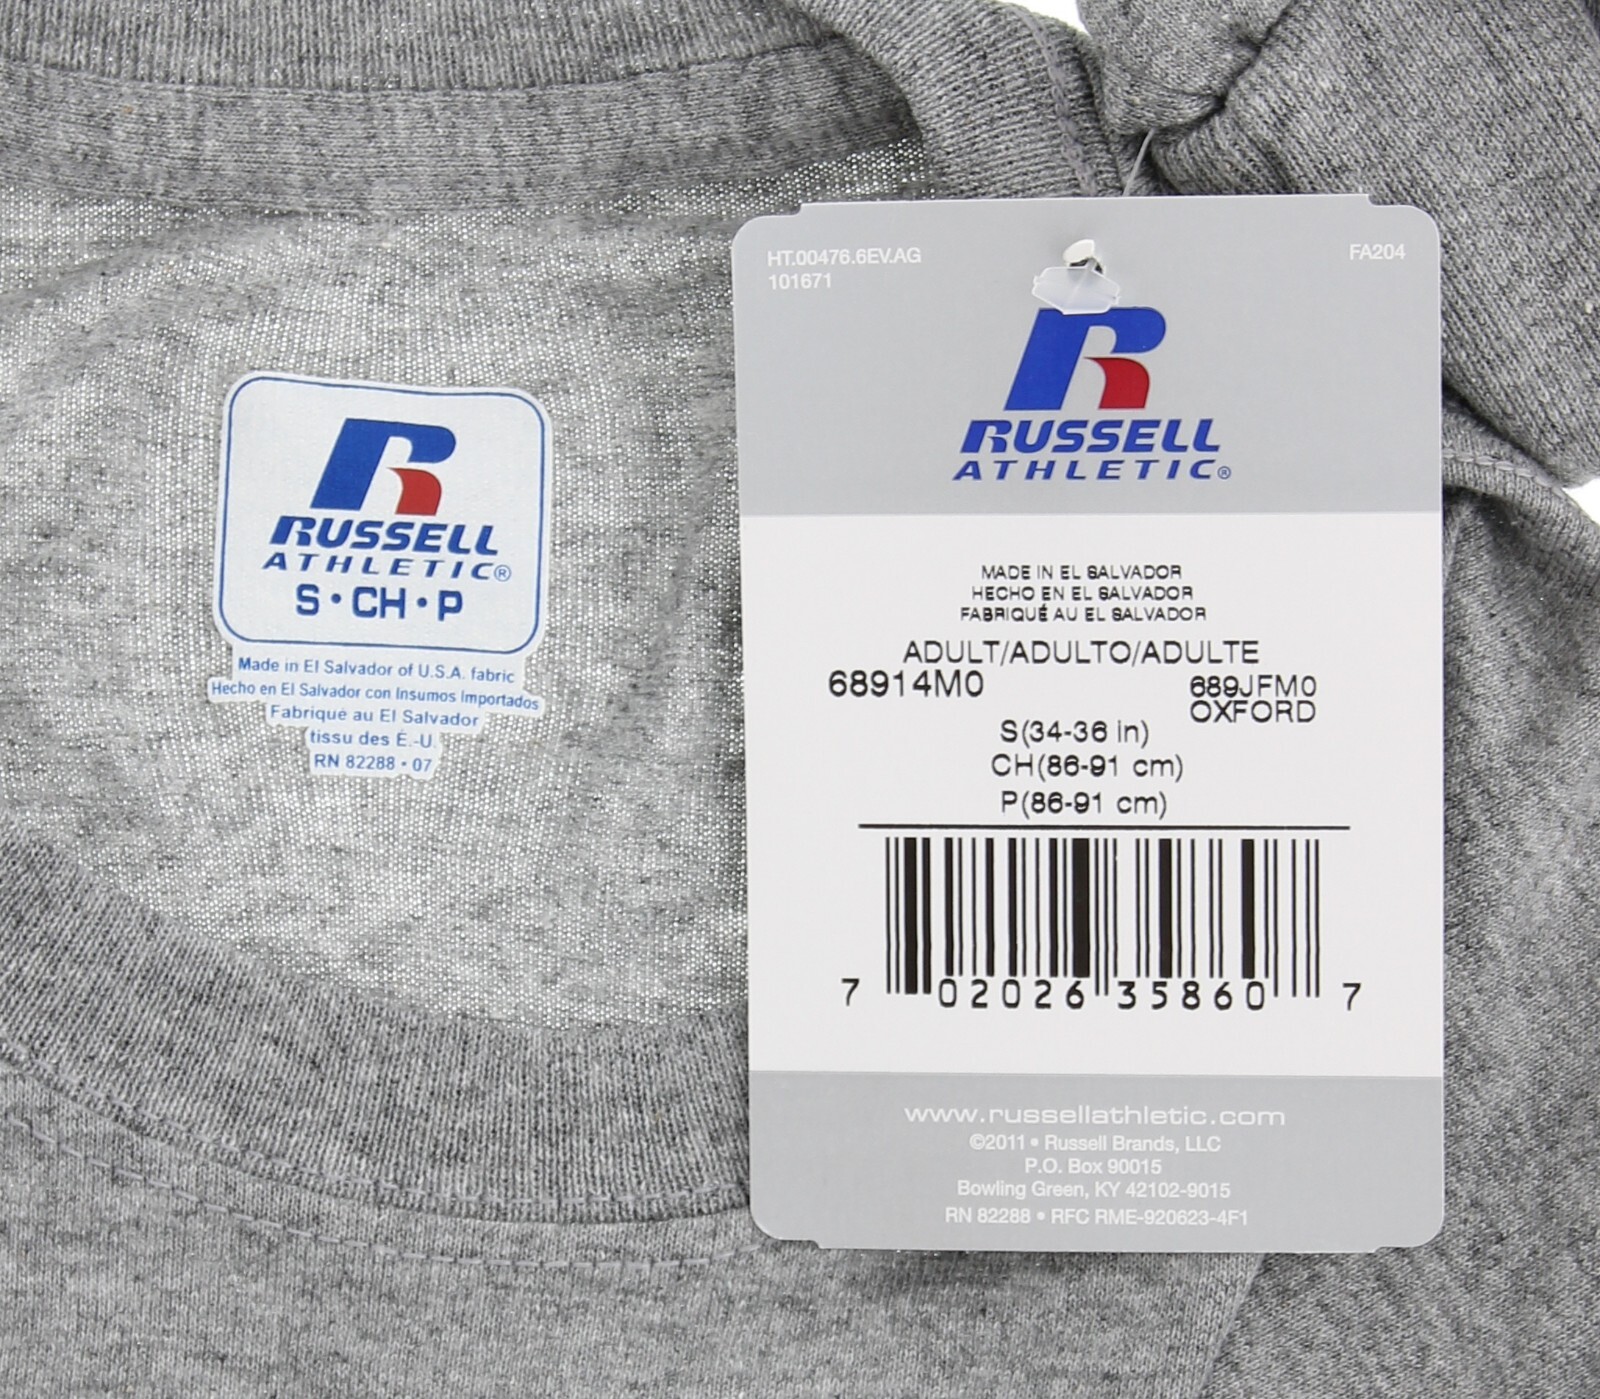 RUSSELL
ATHLETIC®
S • CH • P
Made in El Salvador of U.S.A. fabric
Hecho en El Salvador con Insumos Importados
Fabriqué au El Salvador
tissu des É.-U.
RN 82288 • 07
HT.00476.6EV.AG
101671
FA204
RUSSELL
ATHLETIC®
MADE IN EL SALVADOR
HECHO EN EL SALVADOR
FABRIQUÉ AU EL SALVADOR
ADULT/ADULTO/ADULTE
68914M0
689JFM0
OXFORD
S(34-36 in)
CH(86-91 cm)
P(86-91 cm)
7 02026 35860 7
www.russellathletic.com
©2011 • Russell Brands, LLC
P.O. Box 90015
Bowling Green, KY 42102-9015
RN 82288 • RFC RME-920623-4F1